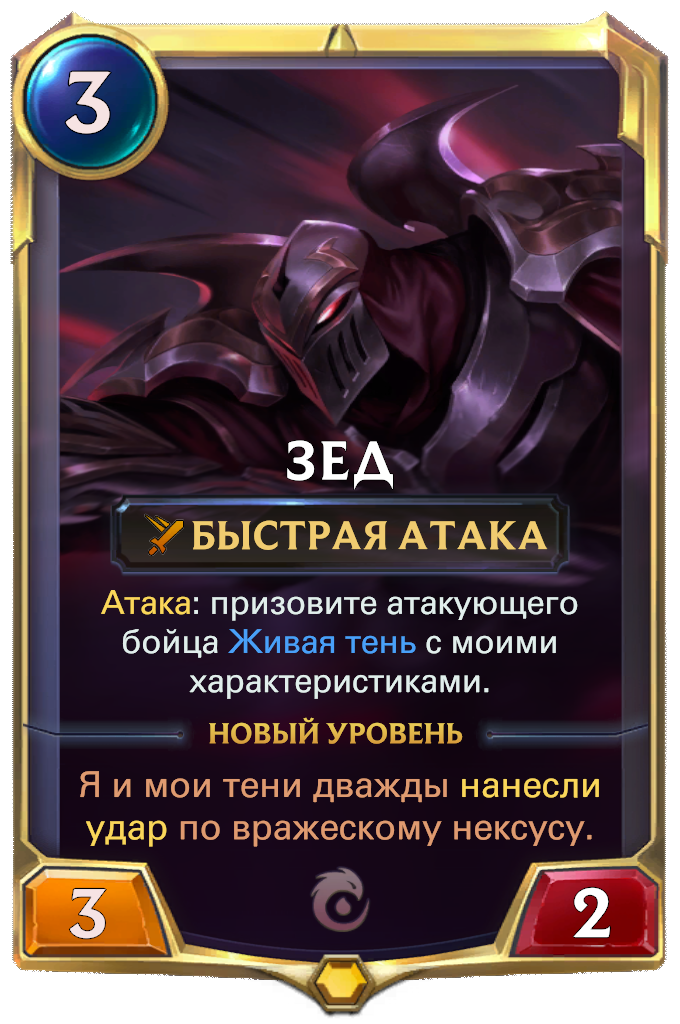 3
ЗЕД
БЫСТРАЯ АТАКА
Атака: призовите атакующего
бойца Живая тень с моими
характеристиками.
НОВЫЙ УРОВЕНЬ
Я и мои тени дважды нанесли
удар по вражескому нексусу.
3
2